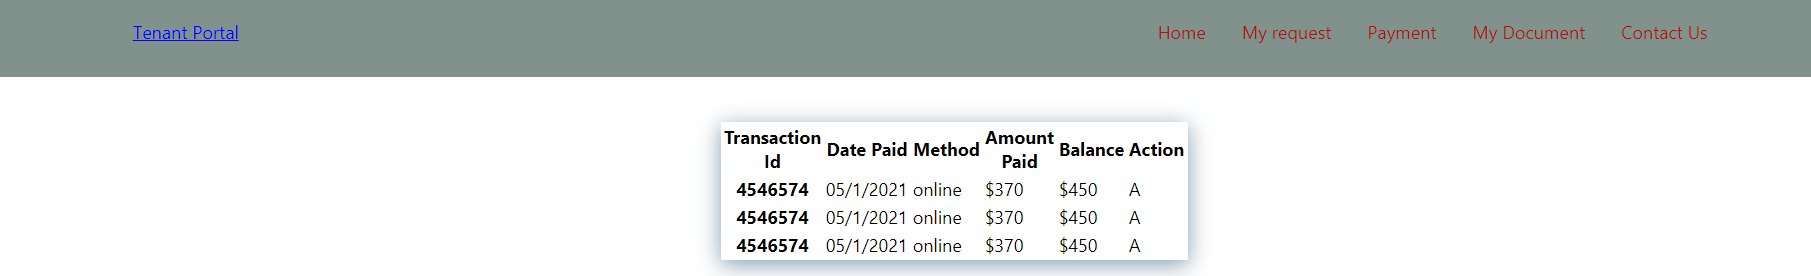 Tenant Portal Home My request Payment My Document Contact Us
Transaction Id Date Paid Method Amount Paid Balance Action
4546574 05/1/2021 online $370 $450 A
4546574 05/1/2021 online $370 $450 A
4546574 05/1/2021 online $370 $450 A